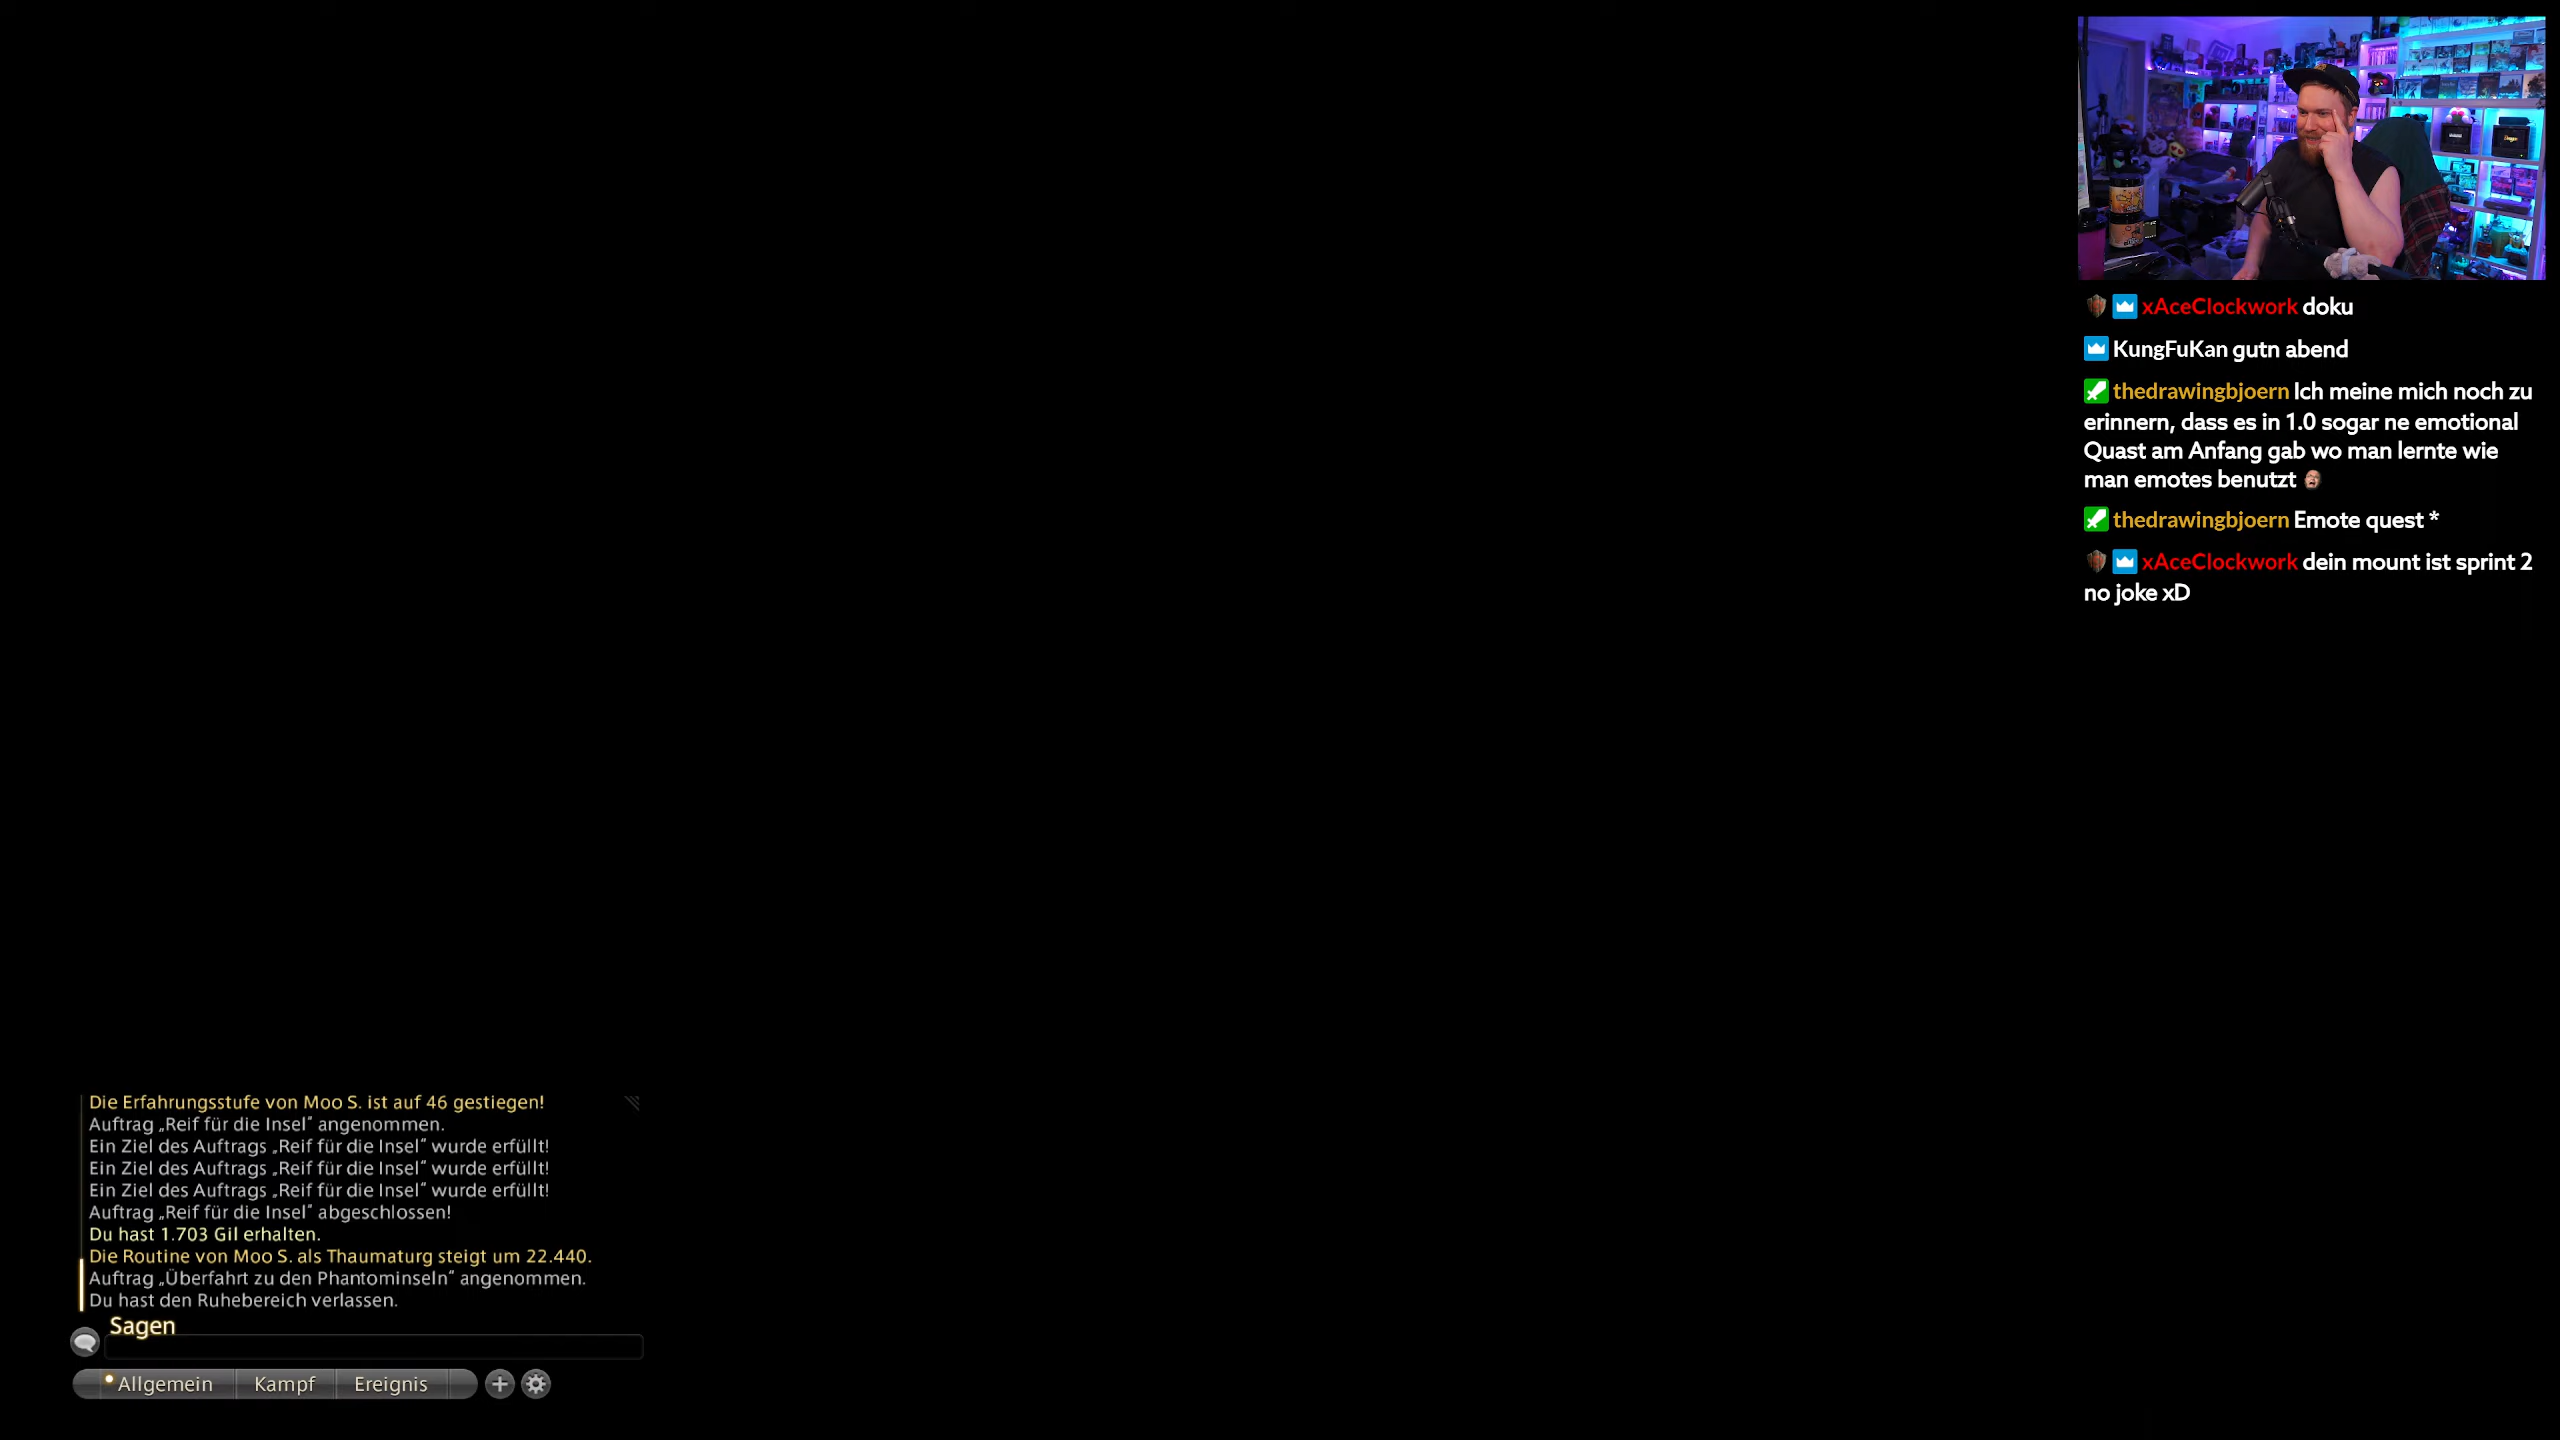 xAceClockwork doku
KungFuKan gutn abend
thedrawingbjoern Ich meine mich noch zu
erinnern, dass es in 1.0 sogar ne emotional
Quast am Anfang gab wo man lernte wie
man emotes benutzt
thedrawingbjoern Emote quest *
xAceClockwork dein mount ist sprint 2
no joke xD
Die Erfahrungsstufe von Moo S. ist auf 46 gestiegen!
Auftrag „Reif für die Insel“ angenommen.
Ein Ziel des Auftrags „Reif für die Insel“ wurde erfüllt!
Ein Ziel des Auftrags „Reif für die Insel“ wurde erfüllt!
Ein Ziel des Auftrags „Reif für die Insel“ wurde erfüllt!
Auftrag „Reif für die Insel“ abgeschlossen!
Du hast 1.703 Gil erhalten.
Die Routine von Moo S. als Thaumaturg steigt um 22.440.
Auftrag „Überfahrt zu den Phantominseln“ angenommen.
Du hast den Ruhebereich verlassen.
Sagen
Allgemein Kampf Ereignis